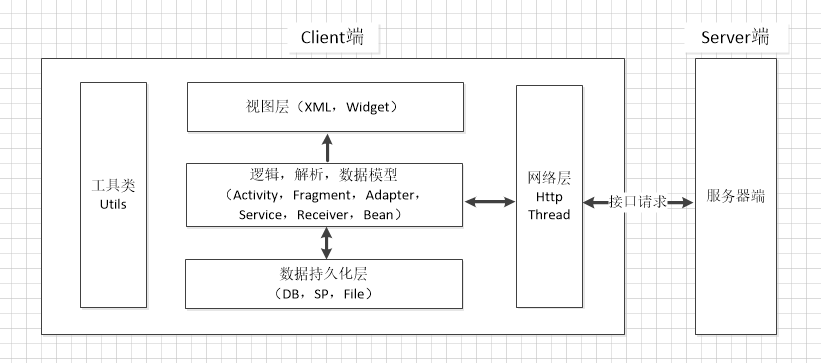 Client端
Server端
工具类
Utils
视图层（XML，Widget）
逻辑，解析，数据模型
（Activity，Fragment，Adapter，
Service，Receiver，Bean）
数据持久化层
（DB，SP，File）
网络层
Http
Thread
接口请求
服务器端